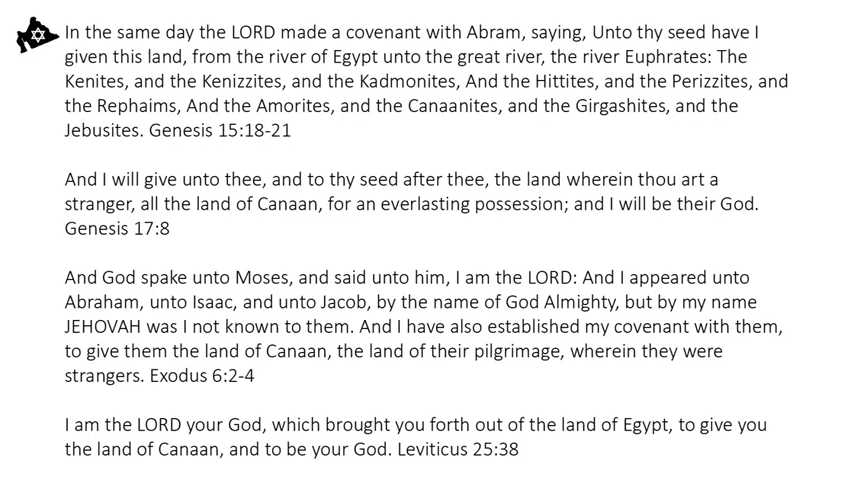 In the same day the LORD made a covenant with Abram, saying, Unto thy seed have I
given this land, from the river of Egypt unto the great river, the river Euphrates: The
Kenites, and the Kenizzites, and the Kadmonites, And the Hittites, and the Perizzites, and
the Rephaims, And the Amorites, and the Canaanites, and the Girgashites, and the
Jebusites. Genesis 15:18-21
And I will give unto thee, and to thy seed after thee, the land wherein thou art a
stranger, all the land of Canaan, for an everlasting possession; and I will be their God.
Genesis 17:8
And God spake unto Moses, and said unto him, I am the LORD: And I appeared unto
Abraham, unto Isaac, and unto Jacob, by the name of God Almighty, but by my name
JEHOVAH was I not known to them. And I have also established my covenant with them,
to give them the land of Canaan, the land of their pilgrimage, wherein they were
strangers. Exodus 6:2-4
I am the LORD your God, which brought you forth out of the land of Egypt, to give you
the land of Canaan, and to be your God. Leviticus 25:38